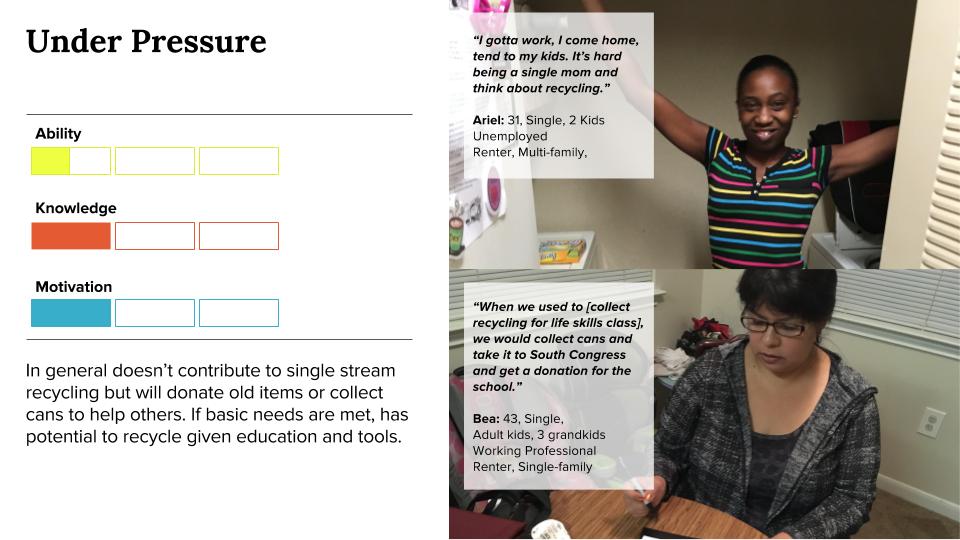 Under Pressure
Ability
Knowledge
Motivation
In general doesn’t contribute to single stream
recycling but will donate old items or collect
cans to help others. If basic needs are met, has
potential to recycle given education and tools.
“I gotta work, I come home,
tend to my kids. It’s hard
being a single mom and
think about recycling.”
Ariel: 31, Single, 2 Kids
Unemployed
Renter, Multi-family,
“When we used to [collect
recycling for life skills class],
we would collect cans and
take it to South Congress
and get a donation for the
school.”
Bea: 43, Single,
Adult kids, 3 grandkids
Working Professional
Renter, Single-family